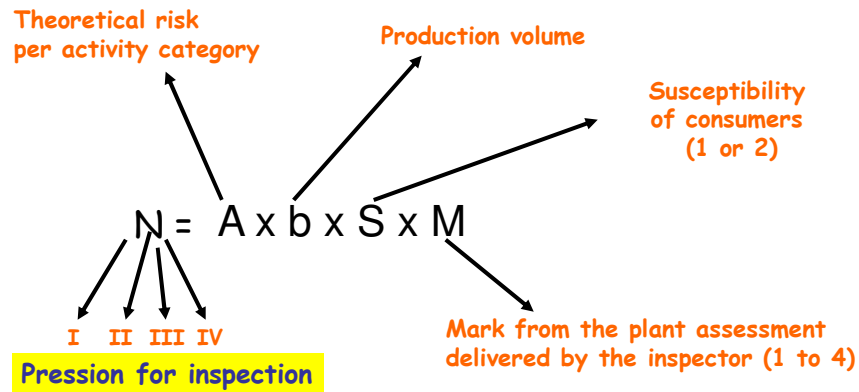 Theoretical risk
per activity category
Production volume
Susceptibility
of consumers
(1 or 2)
N = A x b x S x M
I II III IV
Pression for inspection
Mark from the plant assessment
delivered by the inspector (1 to 4)